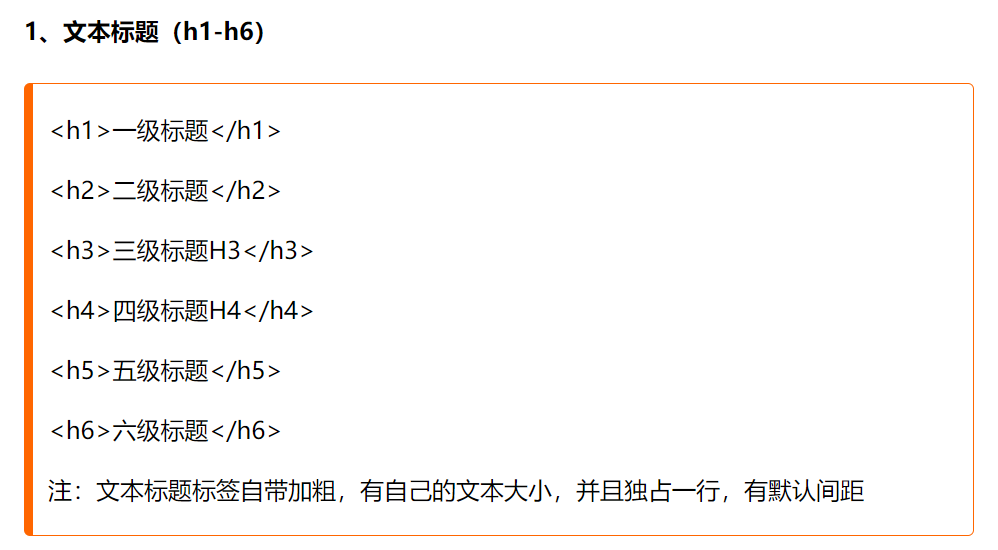 1、文本标题（h1-h6）
<h1>一级标题</h1>
<h2>二级标题</h2>
<h3>三级标题H3</h3>
<h4>四级标题H4</h4>
<h5>五级标题</h5>
<h6>六级标题</h6>
注：文本标题标签自带加粗，有自己的文本大小，并且独占一行，有默认间距